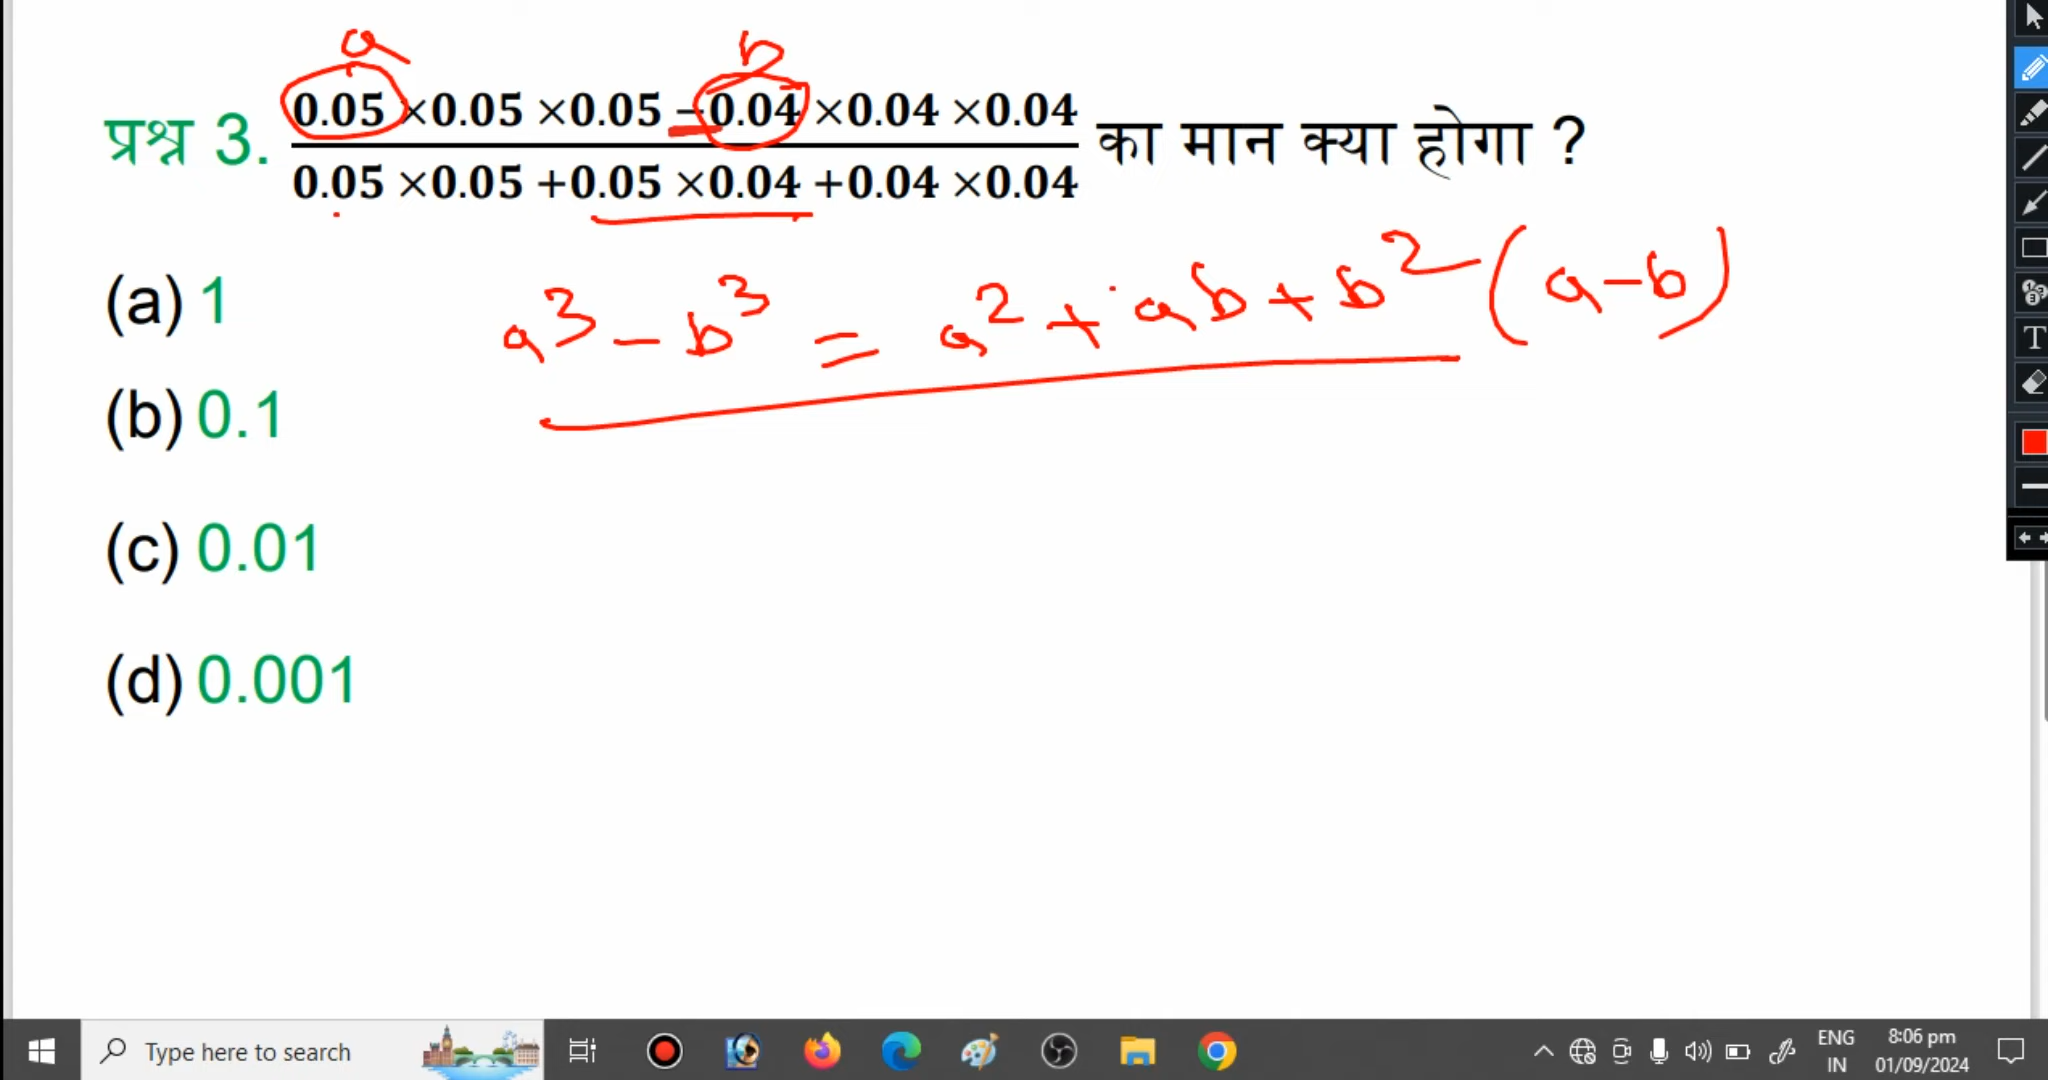 a b
प्रश्न 3. 0.05 ×0.05 ×0.05 −0.04 ×0.04 ×0.04 / 0.05 ×0.05 +0.05 ×0.04 +0.04 ×0.04 का मान क्या होगा ?
(a) 1
a³ − b³ = a² + ab + b² (a−b)
(b) 0.1
(c) 0.01
(d) 0.001
T
Type here to search
ENG
IN
8:06 pm
01/09/2024